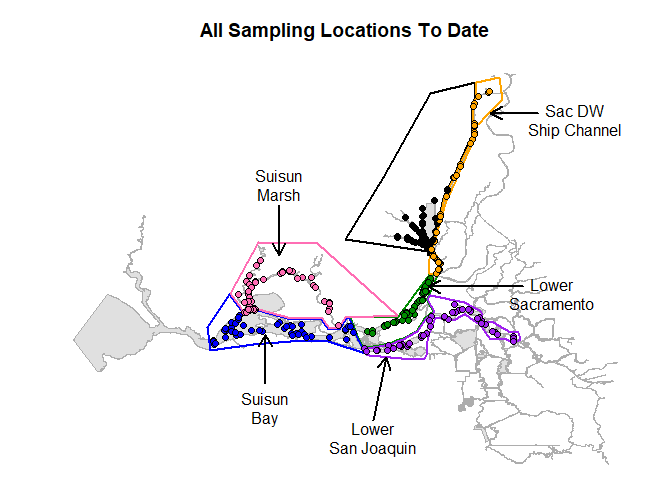 All Sampling Locations To Date
Sac DW
Ship Channel
Suisun
Marsh
Lower
Sacramento
Suisun
Bay
Lower
San Joaquin